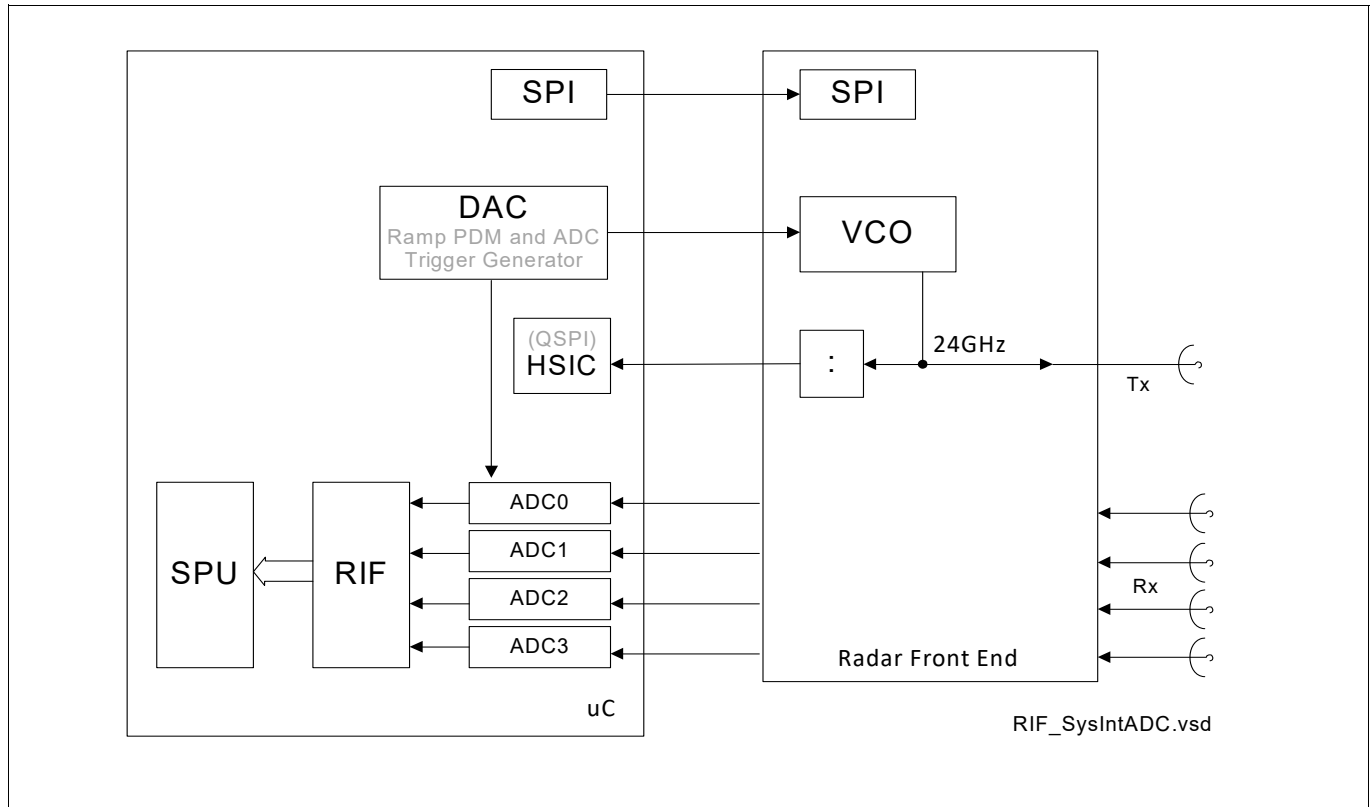 SPI
SPI
DAC
Ramp PDM and ADC
Trigger Generator
VCO
(QSPI)
HSIC
:
24GHz
Tx
SPU
RIF
ADC0
ADC1
ADC2
ADC3
Rx
Radar Front End
uC
RIF_SysIntADC.vsd